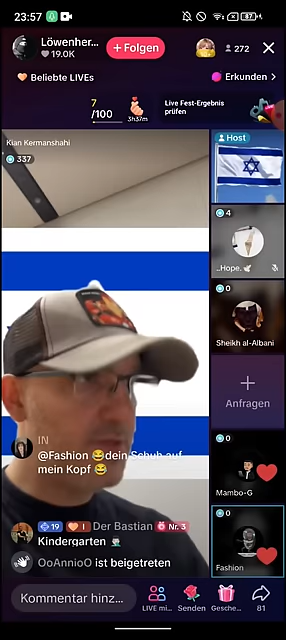 23:57
87
Löwenher...
19.0K
+ Folgen
272
Beliebte LIVEs
Erkunden >
7
/100
3h37m
Live Fest-Ergebnis
prüfen
Kian Kermanshahi
337
Host
4
..Hope.
0
Sheikh al-Albani
+
Anfragen
0
Mambo-G
0
Fashion
IN
@Fashion 😂dein Schuh auf
mein Kopf 😂
19 1 Der Bastian Nr. 3
Kindergarten
OoAnnioO ist beigetreten
Kommentar hinz...
LIVE mi...
Senden
Gesche...
81